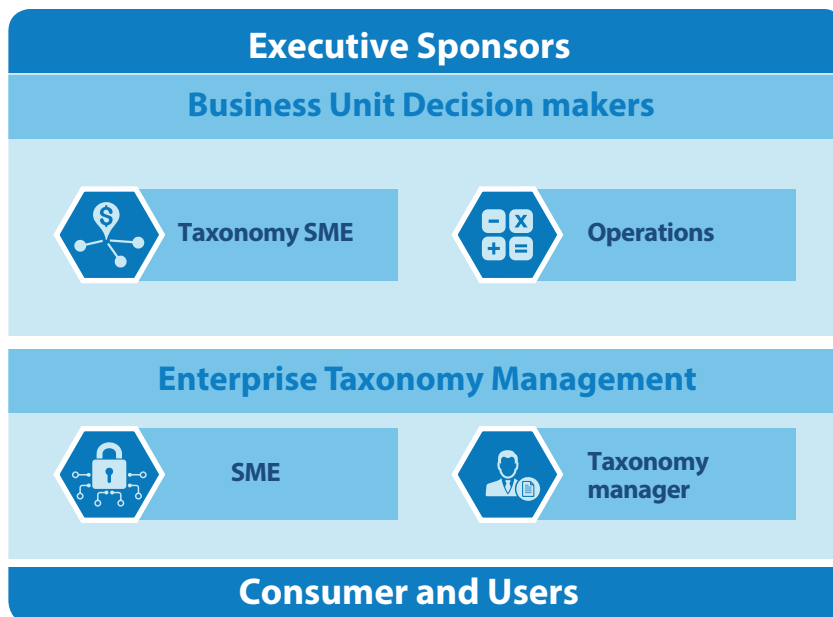 Executive Sponsors
Business Unit Decision makers
Taxonomy SME
Operations
Enterprise Taxonomy Management
SME
Taxonomy
manager
Consumer and Users